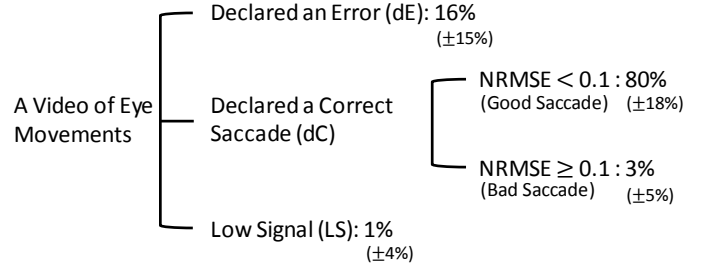 Declared an Error (dE): 16%
(±15%)
A Video of Eye
Movements
Declared a Correct
Saccade (dC)
NRMSE < 0.1 : 80%
(Good Saccade) (±18%)
NRMSE ≥ 0.1 : 3%
(Bad Saccade) (±5%)
Low Signal (LS): 1%
(±4%)